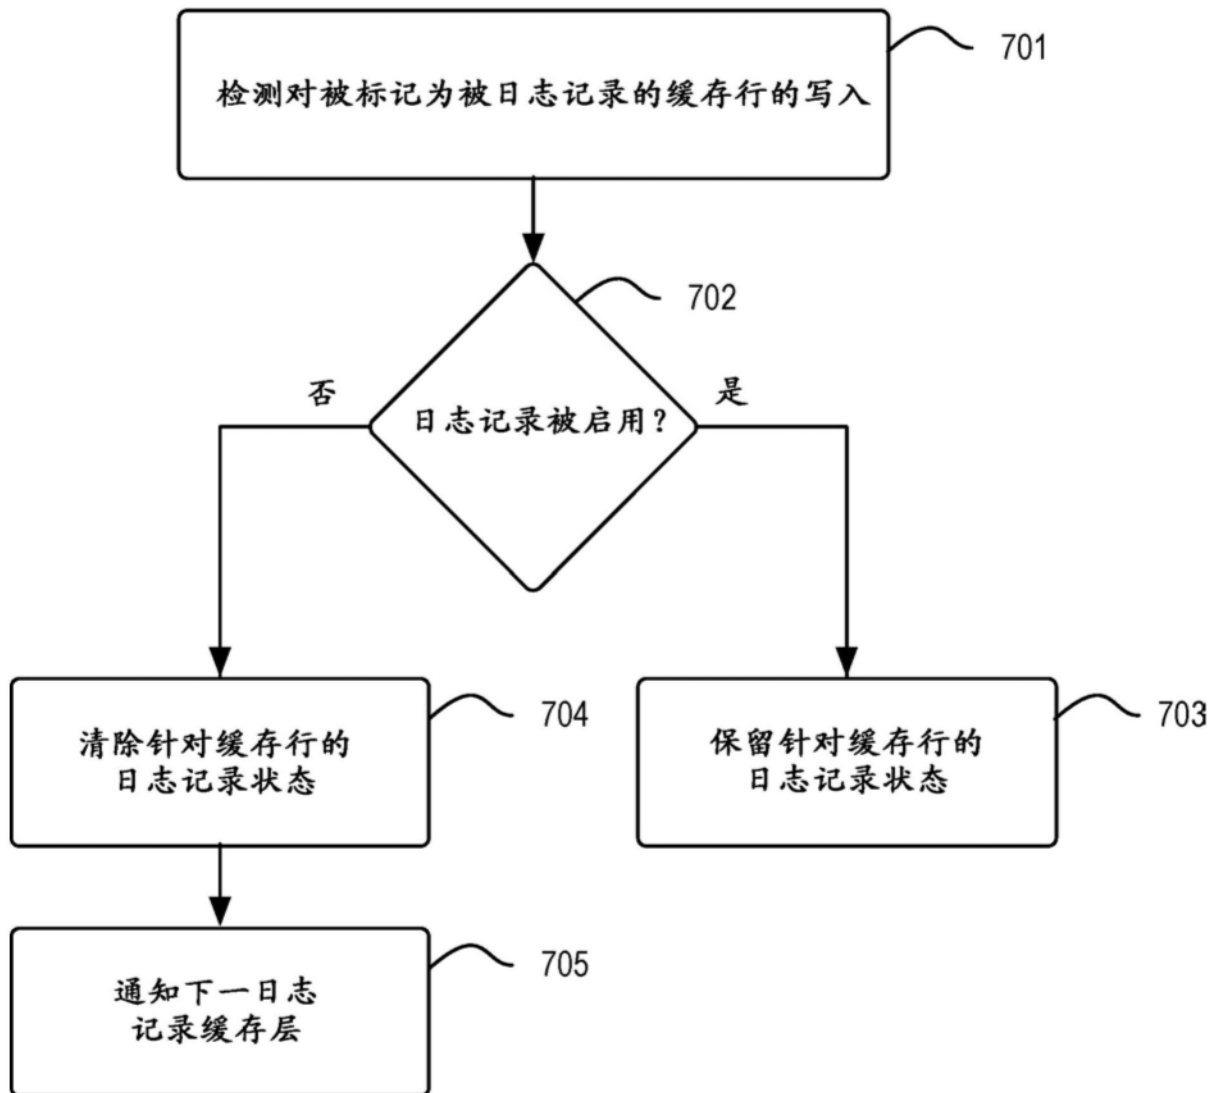 701
检测对被标记为被日志记录的缓存行的写入
702
否
是
日志记录被启用？
704
703
清除针对缓存行的
日志记录状态
保留针对缓存行的
日志记录状态
705
通知下一日志
记录缓存层